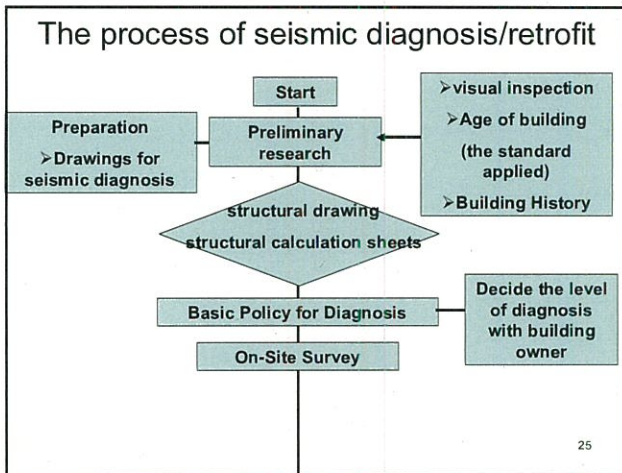 The process of seismic diagnosis/retrofit
Start
Preparation
➢Drawings for
seismic diagnosis
Preliminary
research
➢visual inspection
➢Age of building
(the standard
applied)
➢Building History
structural drawing
structural calculation sheets
Basic Policy for Diagnosis
Decide the level
of diagnosis
with building
owner
On-Site Survey
25